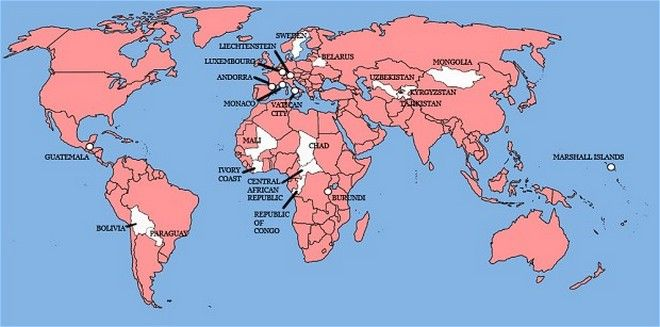 SWEDEN
LIECHTENSTEIN
LUXEMBOURG
BELARUS
MONGOLIA
ANDORRA
UZBEKISTAN
KYRGYZSTAN
MONACO
VATICAN
CITY
TAJIKISTAN
MALI
CHAD
GUATEMALA
MARSHALL ISLANDS
IVORY
COAST
CENTRAL
AFRICAN
REPUBLIC
BURUNDI
REPUBLIC
OF
CONGO
BOLIVIA
PARAGUAY